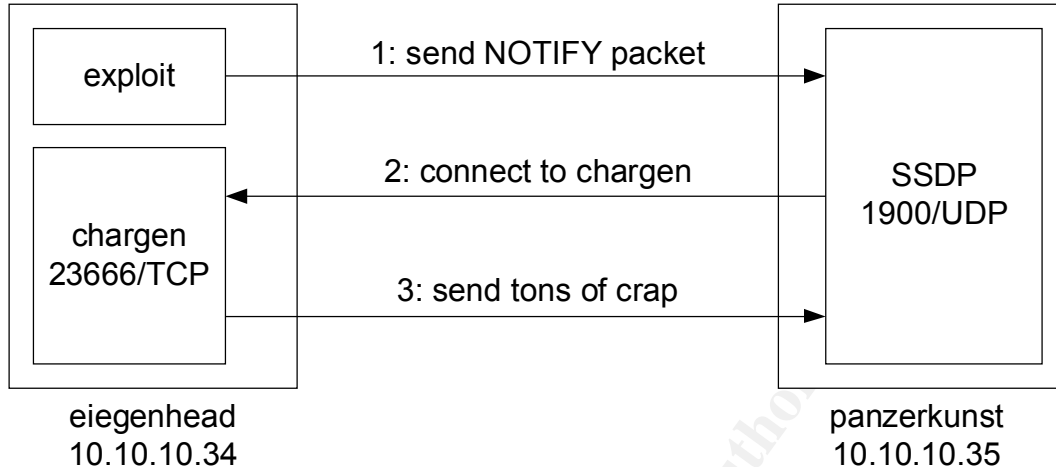 exploit
1: send NOTIFY packet
2: connect to chargen
SSDP
1900/UDP
chargen
23666/TCP
3: send tons of crap
eiegenhead
10.10.10.34
panzerkunst
10.10.10.35